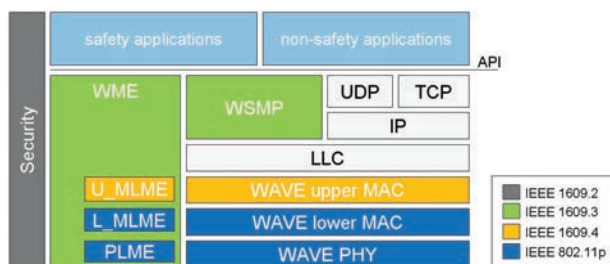 safety applications
non-safety applications
API
Security
WME
WSMP
UDP
TCP
IP
LLC
U_MLME
WAVE upper MAC
L_MLME
WAVE lower MAC
PLME
WAVE PHY
IEEE 1609.2
IEEE 1609.3
IEEE 1609.4
IEEE 802.11p